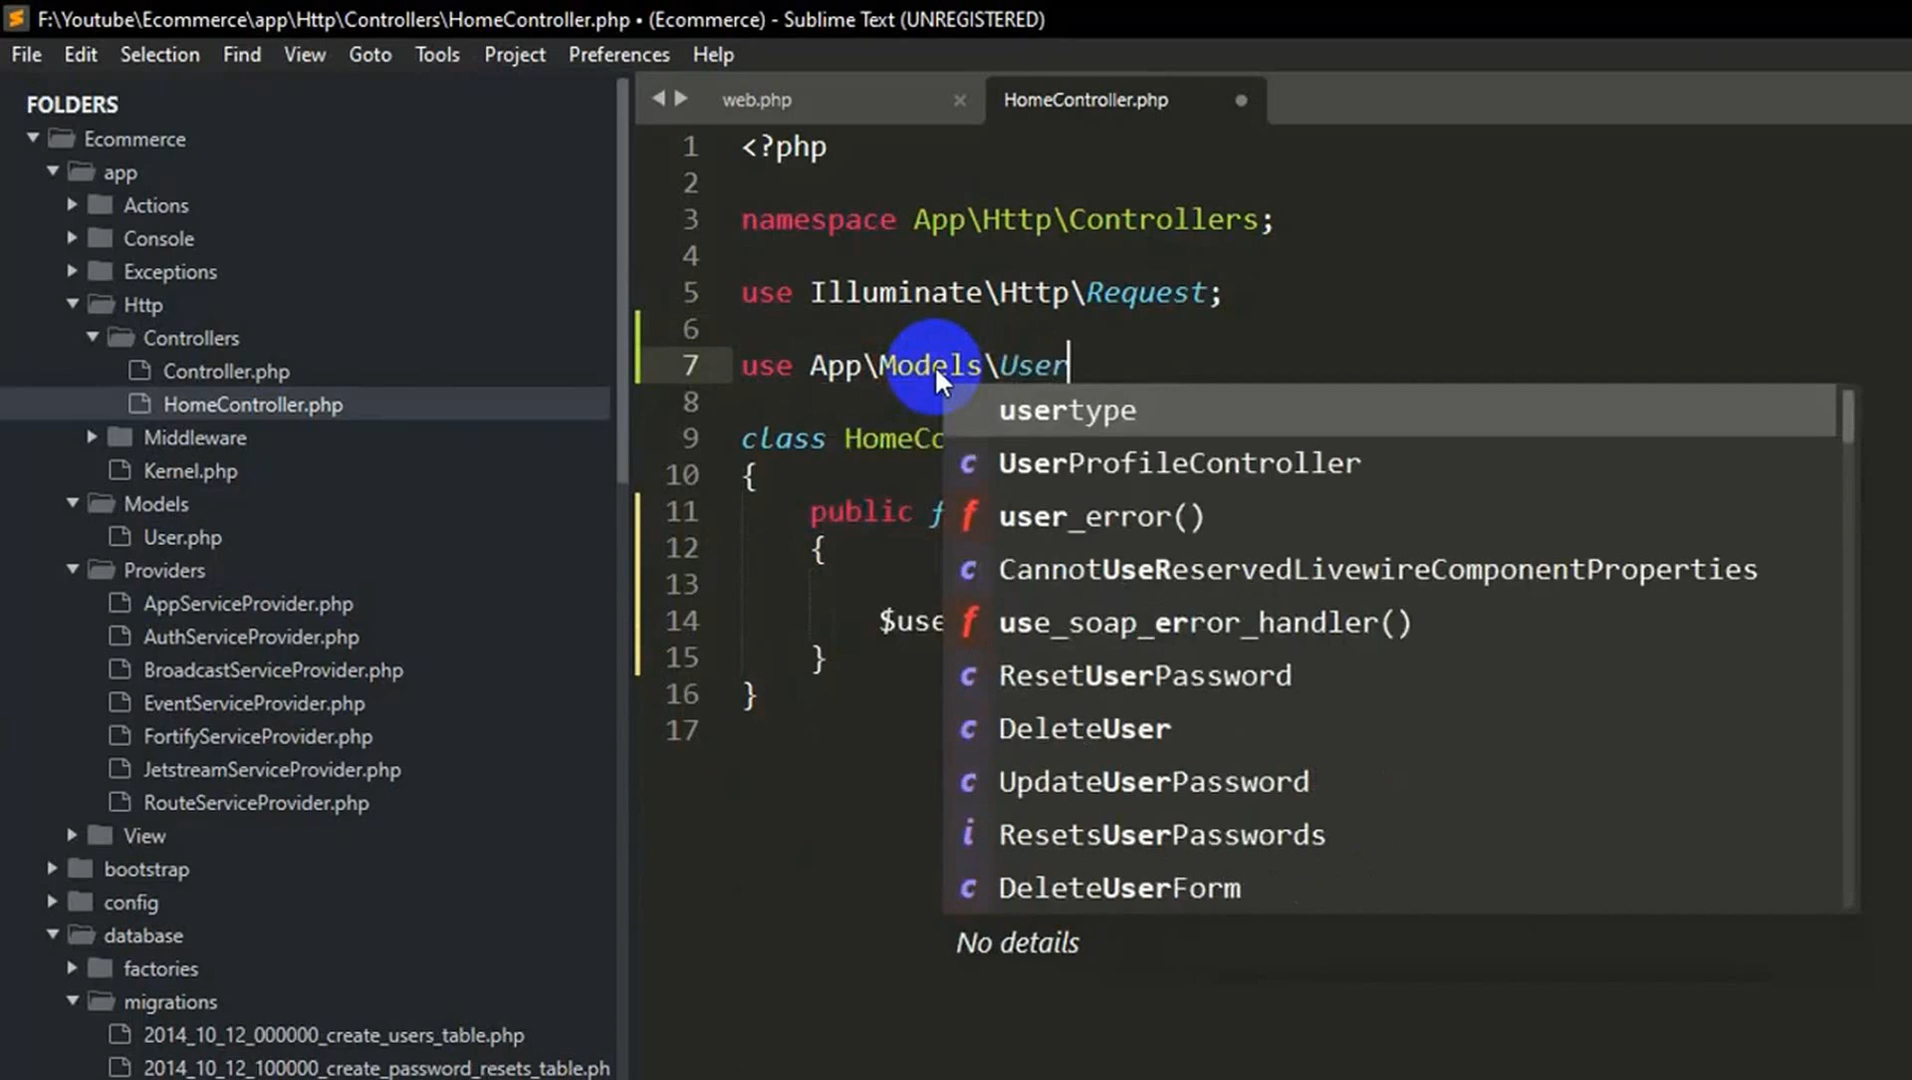 F:\Youtube\Ecommerce\app\Http\Controllers\HomeController.php • (Ecommerce) - Sublime Text (UNREGISTERED)
File Edit Selection Find View Goto Tools Project Preferences Help
FOLDERS
Ecommerce
app
Actions
Console
Exceptions
Http
Controllers
Controller.php
HomeController.php
Middleware
Kernel.php
Models
User.php
Providers
AppServiceProvider.php
AuthServiceProvider.php
BroadcastServiceProvider.php
EventServiceProvider.php
FortifyServiceProvider.php
JetstreamServiceProvider.php
RouteServiceProvider.php
View
bootstrap
config
database
factories
migrations
2014_10_12_000000_create_users_table.php
2014_10_12_100000_create_password_resets_table.ph
web.php × HomeController.php
1 <?php
2
3 namespace App\Http\Controllers;
4
5 use Illuminate\Http\Request;
6
7 use App\Models\User
8
9 class HomeCo
10 {
11 public f
12 {
13
14 $use
15 }
16 }
17
usertype
c UserProfileController
f user_error()
c CannotUseReservedLivewireComponentProperties
f use_soap_error_handler()
c ResetUserPassword
c DeleteUser
c UpdateUserPassword
i ResetsUserPasswords
c DeleteUserForm
No details